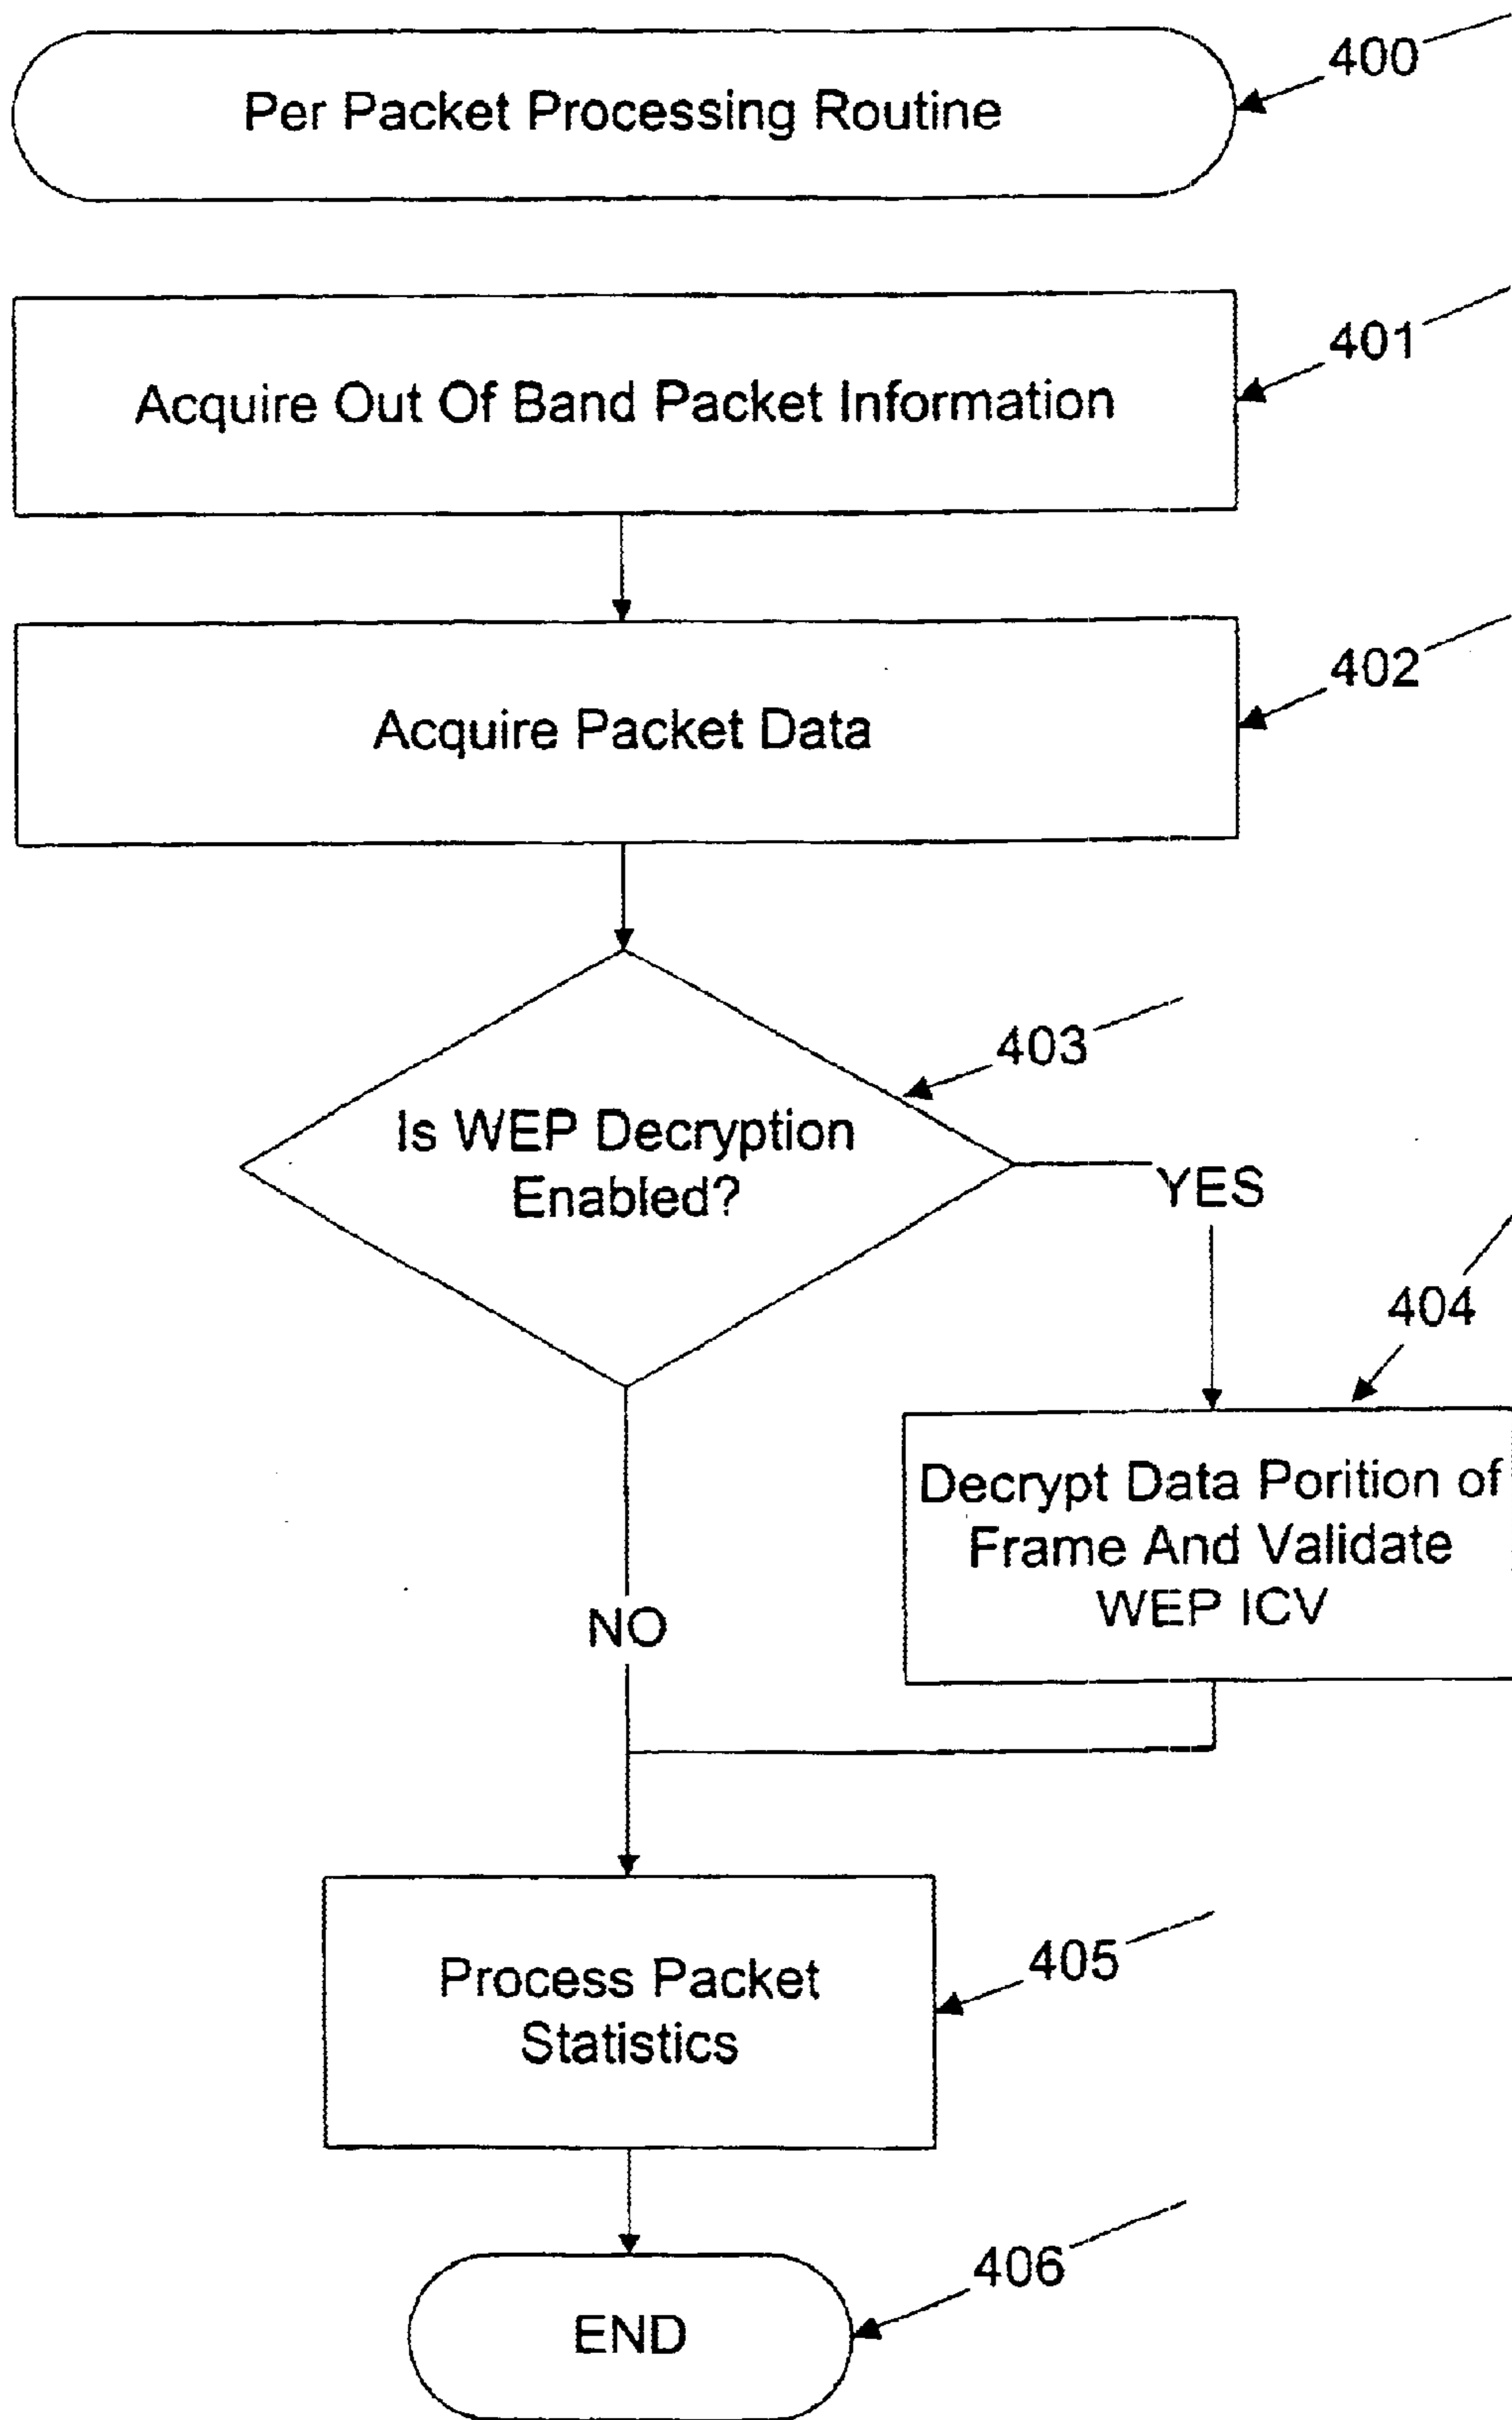 Per Packet Processing Routine
400
Acquire Out Of Band Packet Information
401
Acquire Packet Data
402
403
Is WEP Decryption
Enabled?
YES
404
Decrypt Data Porition of
Frame And Validate
WEP ICV
NO
Process Packet
Statistics
405
406
END